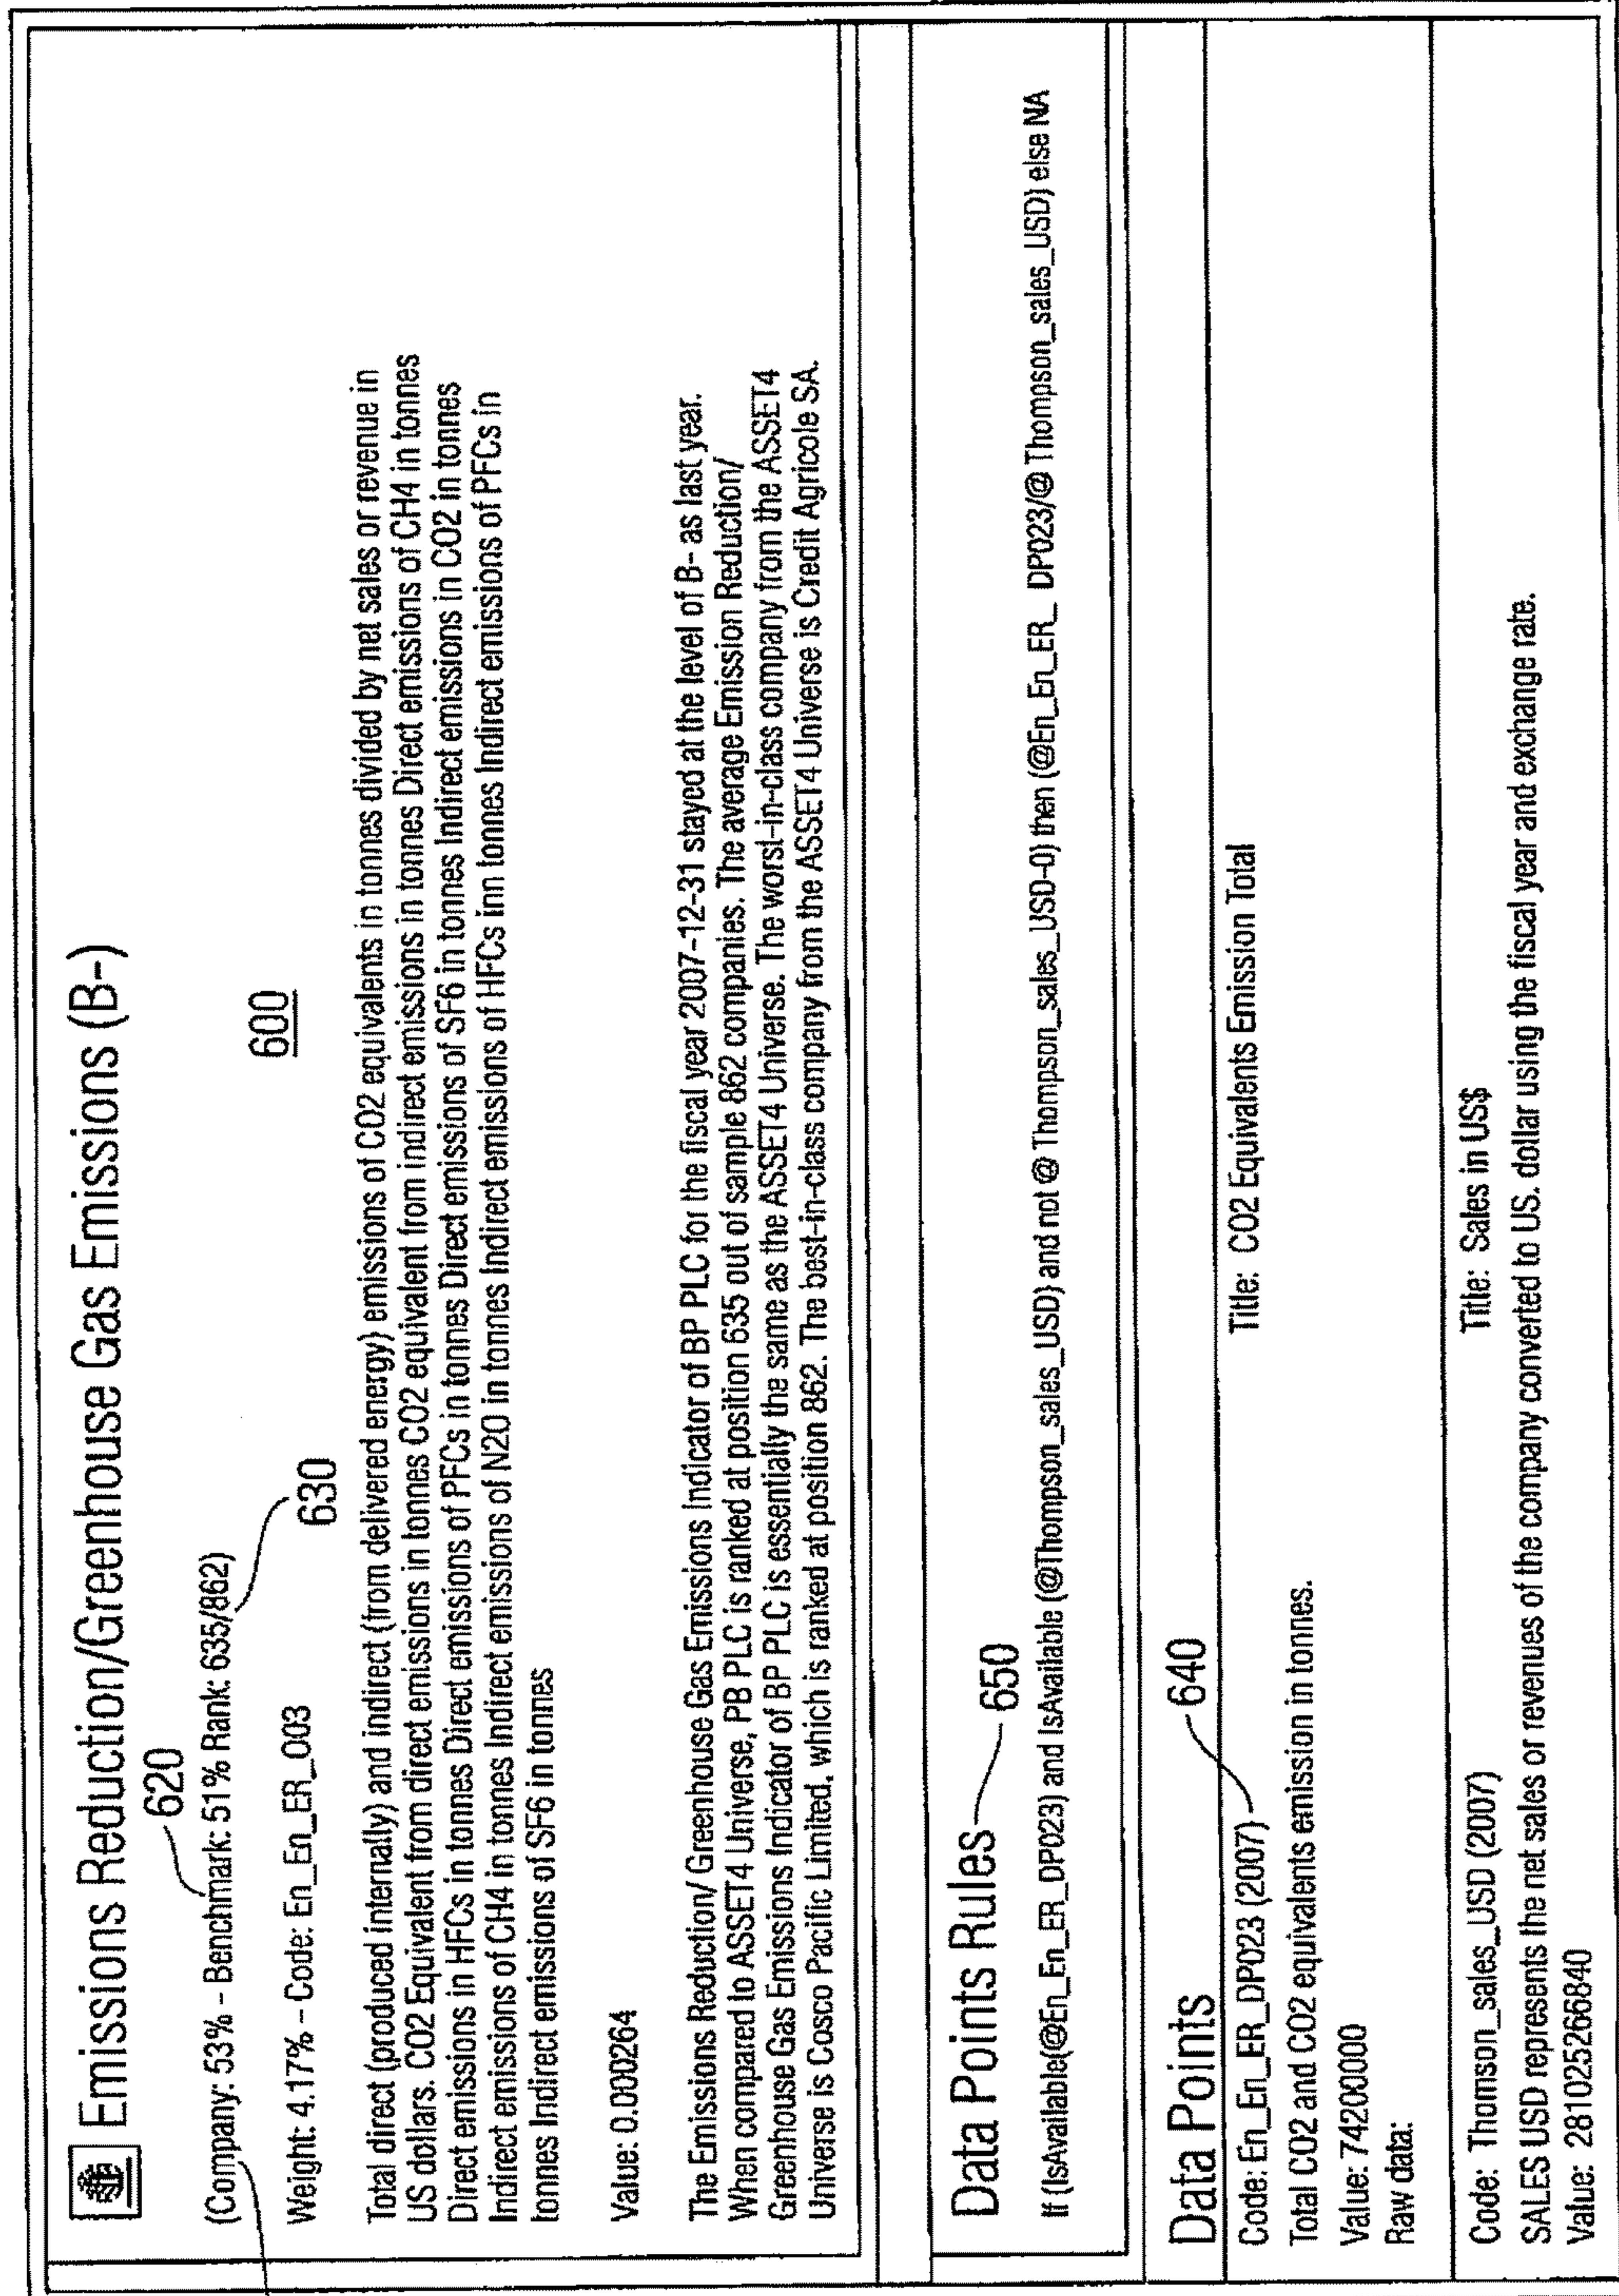 Emissions Reduction/Greenhouse Gas Emissions (B-)
620
600
(Company: 53% - Benchmark: 51% Rank: 635/862)
630
Weight: 4.17% - Code: En_En_ER_O03
Total direct (produced internally) and indirect (from delivered energy) emissions of CO2 equivalents in tonnes divided by net sales or revenue in
US dollars. CO2 Equivalent from direct emissions in tonnes CO2 equivalent from indirect emissions in tonnes Direct emissions of CH4 in tonnes
Direct emissions in HFCs in tonnes Direct emissions of PFCs in tonnes Direct emissions of SF6 in tonnes Indirect emissions in CO2 in tonnes
Indirect emissions of CH4 in tonnes Indirect emissions of N2O in tonnes Indirect emissions of HFCs inn tonnes Indirect emissions of PFCs in
tonnes Indirect emissions of SF6 in tonnes
Value: 0.000264
The Emissions Reduction/ Greenhouse Gas Emissions Indicator of BP PLC for the fiscal year 2007-12-31 stayed at the level of B- as last year.
When compared to ASSET4 Universe, PB PLC is ranked at position 635 out of sample 862 companies. The average Emission Reduction/
Greenhouse Gas Emissions Indicator of BP PLC is essentially the same as the ASSET4 Universe. The worst-in-class company from the ASSET4
Universe is Cosco Pacific Limited, which is ranked at position 862. The best-in-class company from the ASSET4 Universe is Credit Agricole SA.
Data Points Rules
650
If (IsAvailable(@En_En_ER_DP023) and IsAvailable (@Thompson_sales_USD) and not @ Thompson_sales_USD-0) then (@En_En_ER_ DP023/@ Thompson_sales_USD) else NA
Data Points
640
Code: En_En_ER_DP023 (2007)
Title: CO2 Equivalents Emission Total
Total CO2 and CO2 equivalents emission in tonnes.
Value: 74200000
Raw data:
Code: Thomson_sales_USD (2007)
Title: Sales in US$
SALES USD represents the net sales or revenues of the company converted to US. dollar using the fiscal year and exchange rate.
Value: 281025266840